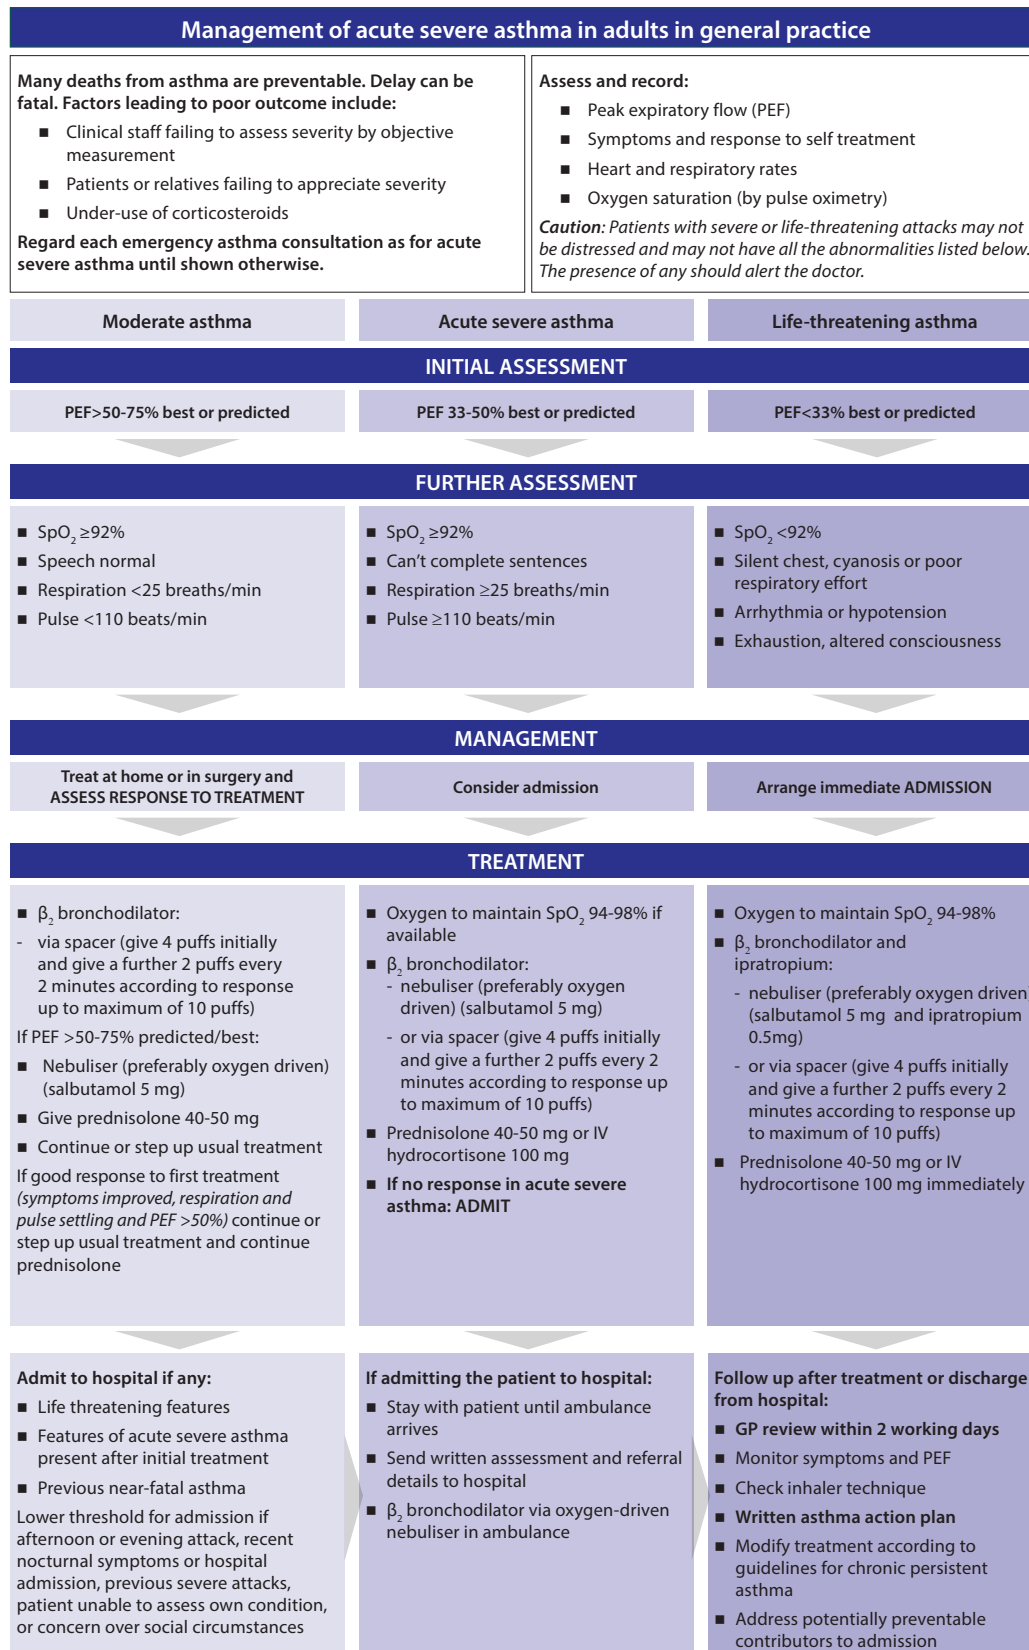 Management of acute severe asthma in adults in general practice
Many deaths from asthma are preventable. Delay can be
fatal. Factors leading to poor outcome include:
■ Clinical staff failing to assess severity by objective
measurement
■ Patients or relatives failing to appreciate severity
■ Under-use of corticosteroids
Regard each emergency asthma consultation as for acute
severe asthma until shown otherwise.
Assess and record:
■ Peak expiratory flow (PEF)
■ Symptoms and response to self treatment
■ Heart and respiratory rates
■ Oxygen saturation (by pulse oximetry)
Caution: Patients with severe or life-threatening attacks may not
be distressed and may not have all the abnormalities listed below.
The presence of any should alert the doctor.
Moderate asthma
Acute severe asthma
Life-threatening asthma
INITIAL ASSESSMENT
PEF>50-75% best or predicted
PEF 33-50% best or predicted
PEF<33% best or predicted
FURTHER ASSESSMENT
■ SpO₂ ≥92%
■ Speech normal
■ Respiration <25 breaths/min
■ Pulse <110 beats/min
■ SpO₂ ≥92%
■ Can't complete sentences
■ Respiration ≥25 breaths/min
■ Pulse ≥110 beats/min
■ SpO₂ <92%
■ Silent chest, cyanosis or poor
respiratory effort
■ Arrhythmia or hypotension
■ Exhaustion, altered consciousness
MANAGEMENT
Treat at home or in surgery and
ASSESS RESPONSE TO TREATMENT
Consider admission
Arrange immediate ADMISSION
TREATMENT
■ β₂ bronchodilator:
- via spacer (give 4 puffs initially
and give a further 2 puffs every
2 minutes according to response
up to maximum of 10 puffs)
If PEF >50-75% predicted/best:
■ Nebuliser (preferably oxygen driven)
(salbutamol 5 mg)
■ Give prednisolone 40-50 mg
■ Continue or step up usual treatment
If good response to first treatment
(symptoms improved, respiration and
pulse settling and PEF >50%) continue or
step up usual treatment and continue
prednisolone
■ Oxygen to maintain SpO₂ 94-98% if
available
■ β₂ bronchodilator:
- nebuliser (preferably oxygen
driven) (salbutamol 5 mg)
- or via spacer (give 4 puffs initially
and give a further 2 puffs every 2
minutes according to response up
to maximum of 10 puffs)
■ Prednisolone 40-50 mg or IV
hydrocortisone 100 mg
■ If no response in acute severe
asthma: ADMIT
■ Oxygen to maintain SpO₂ 94-98%
■ β₂ bronchodilator and
ipratropium:
- nebuliser (preferably oxygen driven)
(salbutamol 5 mg and ipratropium
0.5mg)
- or via spacer (give 4 puffs initially
and give a further 2 puffs every 2
minutes according to response up
to maximum of 10 puffs)
■ Prednisolone 40-50 mg or IV
hydrocortisone 100 mg immediately
Admit to hospital if any:
■ Life threatening features
■ Features of acute severe asthma
present after initial treatment
■ Previous near-fatal asthma
Lower threshold for admission if
afternoon or evening attack, recent
nocturnal symptoms or hospital
admission, previous severe attacks,
patient unable to assess own condition,
or concern over social circumstances
If admitting the patient to hospital:
■ Stay with patient until ambulance
arrives
■ Send written asssessment and referral
details to hospital
■ β₂ bronchodilator via oxygen-driven
nebuliser in ambulance
Follow up after treatment or discharge
from hospital:
■ GP review within 2 working days
■ Monitor symptoms and PEF
■ Check inhaler technique
■ Written asthma action plan
■ Modify treatment according to
guidelines for chronic persistent
asthma
■ Address potentially preventable
contributors to admission